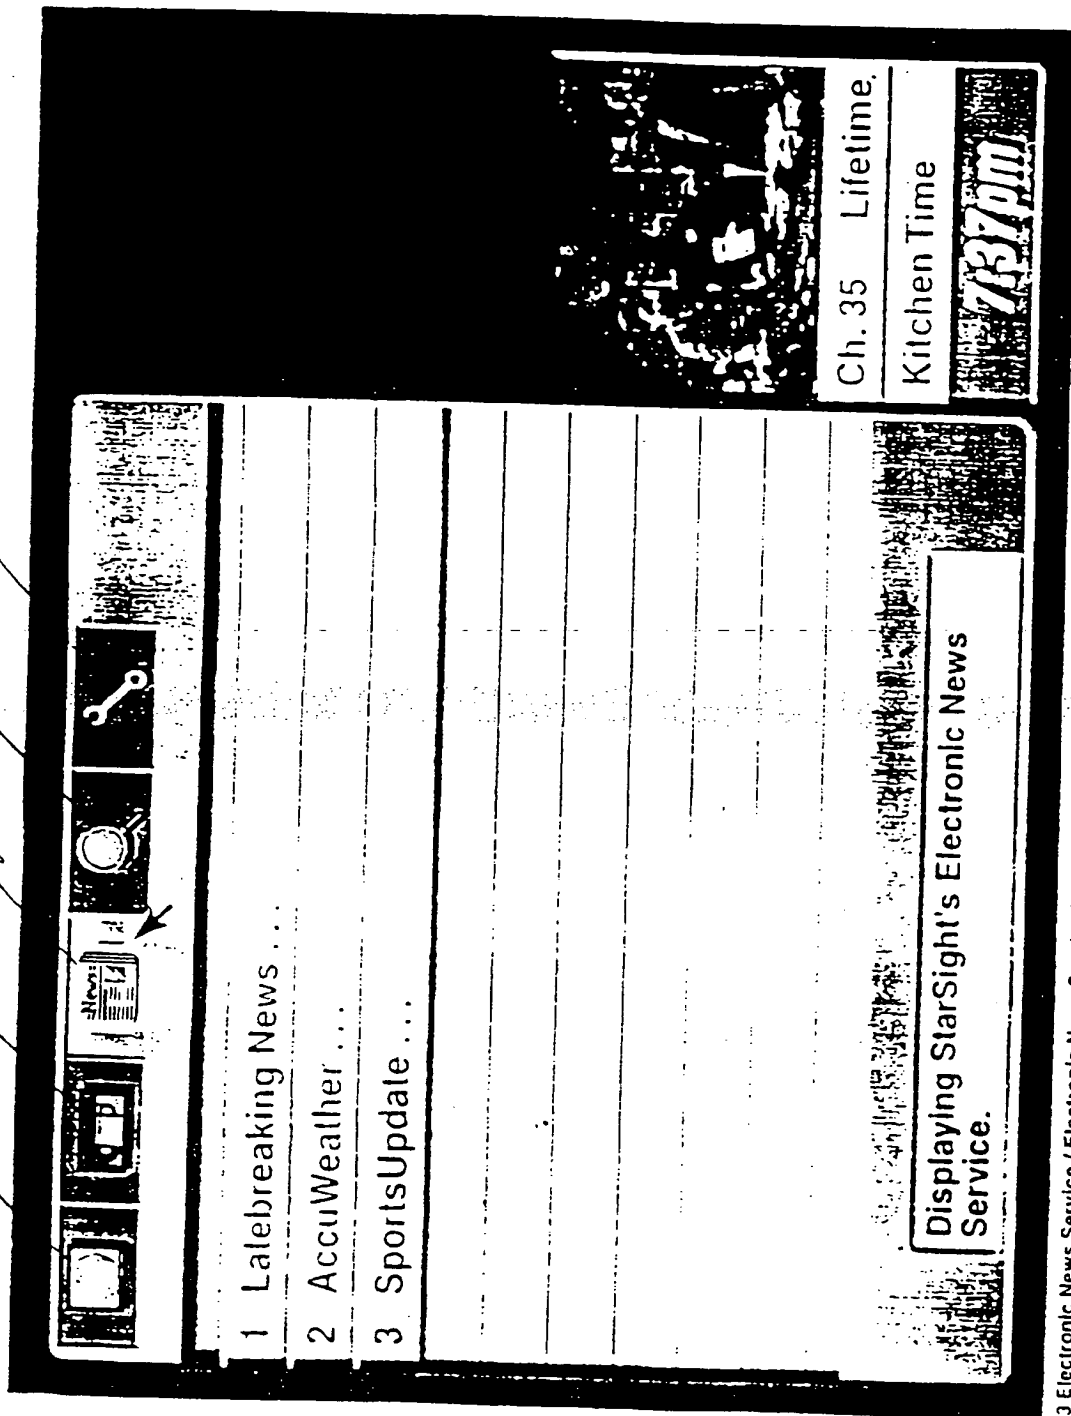 News
1 Latebreaking News ...
2 AccuWeather ...
3 SportsUpdate ...
Displaying StarSight's Electronic News
Service.
Ch. 35 Lifetime,
Kitchen Time
7:37pm
3 Electronic News Service / Electronic